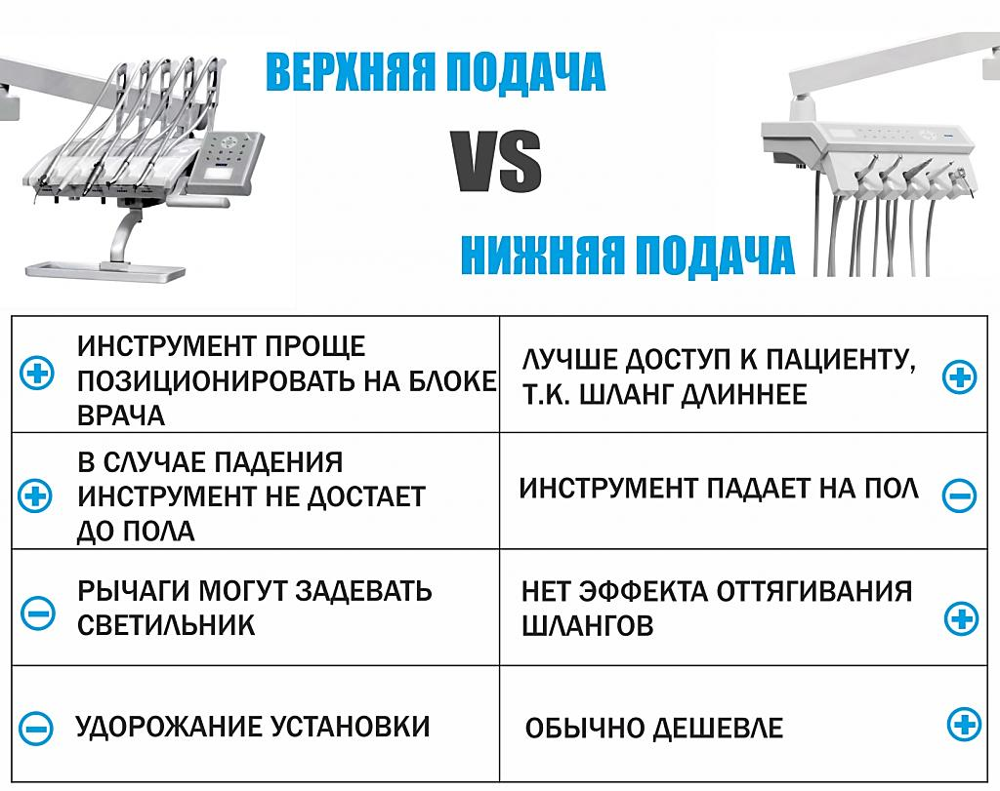 ВЕРХНЯЯ ПОДАЧА
VS
НИЖНЯЯ ПОДАЧА
ИНСТРУМЕНТ ПРОЩЕ
ПОЗИЦИОНИРОВАТЬ НА БЛОКЕ
ВРАЧА
ЛУЧШЕ ДОСТУП К ПАЦИЕНТУ,
Т.К. ШЛАНГ ДЛИННЕЕ
В СЛУЧАЕ ПАДЕНИЯ
ИНСТРУМЕНТ НЕ ДОСТАЕТ
ДО ПОЛА
ИНСТРУМЕНТ ПАДАЕТ НА ПОЛ
РЫЧАГИ МОГУТ ЗАДЕВАТЬ
СВЕТИЛЬНИК
НЕТ ЭФФЕКТА ОТТЯГИВАНИЯ
ШЛАНГОВ
УДОРОЖАНИЕ УСТАНОВКИ
ОБЫЧНО ДЕШЕВЛЕ